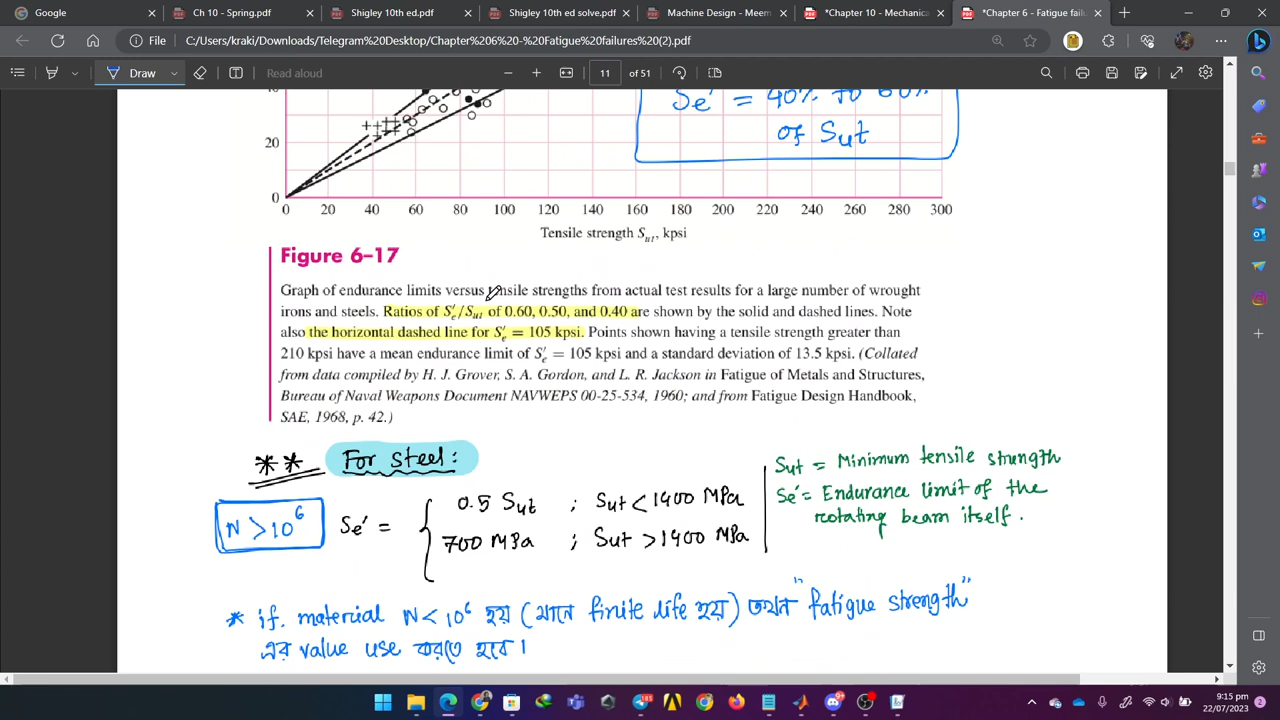 Google
Ch 10 - Spring.pdf
Shigley 10th ed.pdf
Shigley 10th ed solve.pdf
Machine Design - Meem
*Chapter 10 - Mechanica
*Chapter 6 - Fatigue failu
File
C:/Users/kraki/Downloads/Telegram%20Desktop/Chapter%206%20-%20Fatigue%20failures%20(2).pdf
Draw
Read aloud
11 of 51
Se' = 40% to 60%
of Sut
20
0
0 20 40 60 80 100 120 140 160 180 200 220 240 260 280 300
Tensile strength Sut, kpsi
Figure 6–17
Graph of endurance limits versus tensile strengths from actual test results for a large number of wrought
irons and steels. Ratios of S′e/Sut of 0.60, 0.50, and 0.40 are shown by the solid and dashed lines. Note
also the horizontal dashed line for S′e = 105 kpsi. Points shown having a tensile strength greater than
210 kpsi have a mean endurance limit of S′e = 105 kpsi and a standard deviation of 13.5 kpsi. (Collated
from data compiled by H. J. Grover, S. A. Gordon, and L. R. Jackson in Fatigue of Metals and Structures,
Bureau of Naval Weapons Document NAVWEPS 00-25-534, 1960; and from Fatigue Design Handbook,
SAE, 1968, p. 42.)
** For steel:
N > 10^6
Se' =
0.5 Sut ; Sut < 1400 MPa
700 MPa ; Sut > 1400 MPa
Sut = Minimum tensile strength
Se' = Endurance limit of the
rotating beam itself.
* if material N < 10^6 হয় (মানে finite life হয়) তখন "fatigue strength"
এর value use করতে হবে।
9:15 pm
22/07/2023